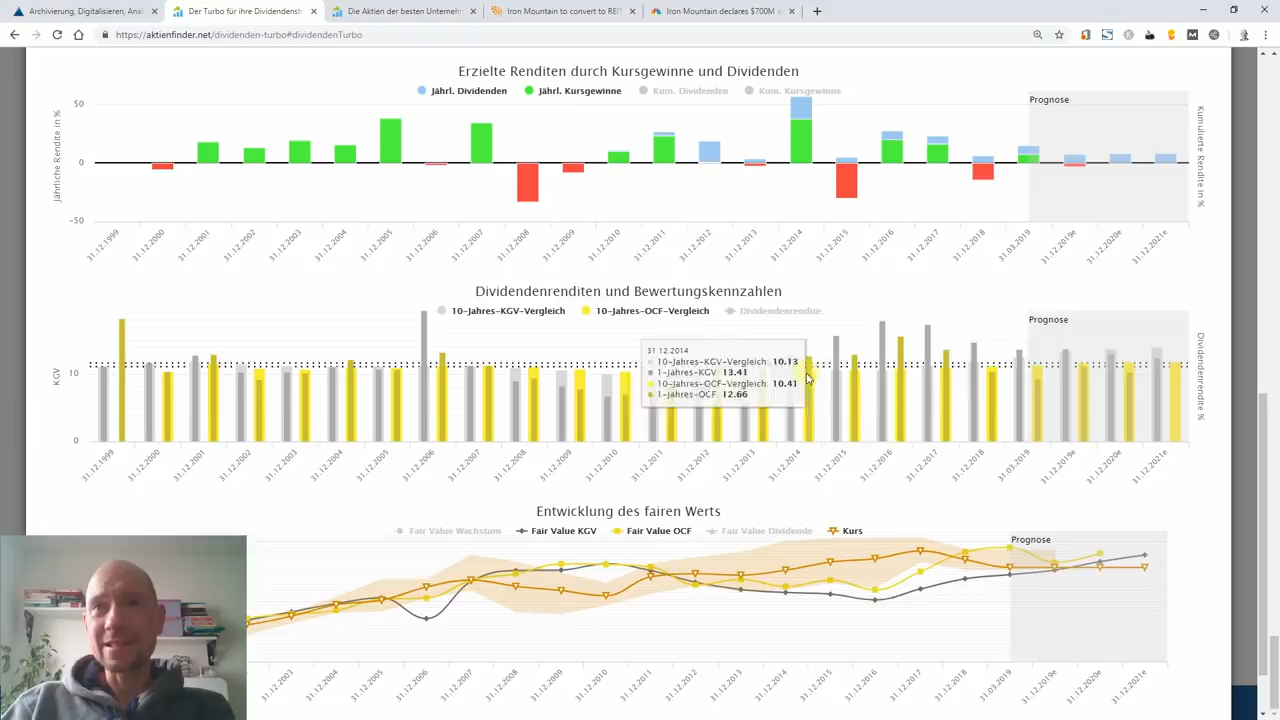 Archivierung, Digitalisieren, Anal
Der Turbo für ihre Dividendenst
Die Aktien der besten Unterneh
Iron Mountain to convert to REIT
Iron Mountain declares $700M s
https://aktienfinder.net/dividenden-turbo#dividendenTurbo
Erzielte Renditen durch Kursgewinne und Dividenden
Jährl. Dividenden Jährl. Kursgewinne Kum. Dividenden Kum. Kursgewinne
Prognose
Jährliche Rendite in %
Kumulierte Rendite in %
50
0
-50
31.12.1999 31.12.2000 31.12.2001 31.12.2002 31.12.2003 31.12.2004 31.12.2005 31.12.2006 31.12.2007 31.12.2008 31.12.2009 31.12.2010 31.12.2011 31.12.2012 31.12.2013 31.12.2014 31.12.2015 31.12.2016 31.12.2017 31.12.2018 31.03.2019 31.12.2019e 31.12.2020e 31.12.2021e
Dividendenrenditen und Bewertungskennzahlen
10-Jahres-KGV-Vergleich 10-Jahres-OCF-Vergleich Dividendenrendite.
Prognose
KGV
Dividendenrendite %
10
0
31.12.2014
10-Jahres-KGV-Vergleich: 10.13
1-Jahres-KGV: 13.41
10-Jahres-OCF-Vergleich: 10.41
1-Jahres-OCF 12.66
31.12.1999 31.12.2000 31.12.2001 31.12.2002 31.12.2003 31.12.2004 31.12.2005 31.12.2006 31.12.2007 31.12.2008 31.12.2009 31.12.2010 31.12.2011 31.12.2012 31.12.2013 31.12.2014 31.12.2015 31.12.2016 31.12.2017 31.12.2018 31.03.2019 31.12.2019e 31.12.2020e 31.12.2021e
Entwicklung des fairen Werts
Fair Value Wachstum Fair Value KGV Fair Value OCF Fair Value Dividende Kurs
Prognose
31.12.2003 31.12.2004 31.12.2005 31.12.2006 31.12.2007 31.12.2008 31.12.2009 31.12.2010 31.12.2011 31.12.2012 31.12.2013 31.12.2014 31.12.2015 31.12.2016 31.12.2017 31.12.2018 31.03.2019 31.12.2019e 31.12.2020e 31.12.2021e